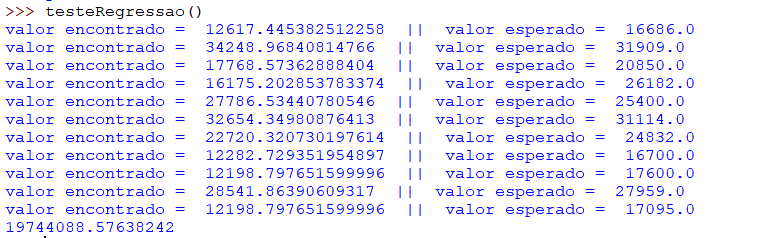 >>> testeRegressao()
valor encontrado =  12617.445382512258  ||  valor esperado =  16686.0
valor encontrado =  34248.96840814766  ||  valor esperado =  31909.0
valor encontrado =  17768.57362888404  ||  valor esperado =  20850.0
valor encontrado =  16175.202853783374  ||  valor esperado =  26182.0
valor encontrado =  27786.53440780546  ||  valor esperado =  25400.0
valor encontrado =  32654.34980876413  ||  valor esperado =  31114.0
valor encontrado =  22720.320730197614  ||  valor esperado =  24832.0
valor encontrado =  12282.729351954897  ||  valor esperado =  16700.0
valor encontrado =  12198.797651599996  ||  valor esperado =  17600.0
valor encontrado =  28541.86390609317  ||  valor esperado =  27959.0
valor encontrado =  12198.797651599996  ||  valor esperado =  17095.0
19744088.57638242